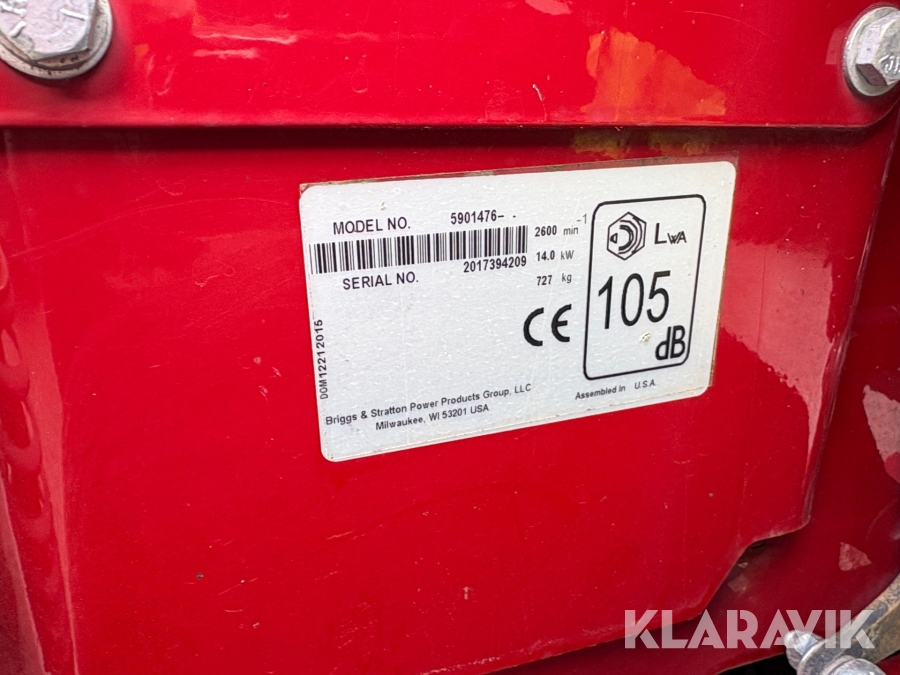 MODEL NO. 5901476- -
2600 min-1
14.0 kW
SERIAL NO. 2017394209
727 kg
DOM12212015
CE
LWA
105
dB
Assembled in U.S.A.
Briggs & Stratton Power Products Group, LLC
Milwaukee, WI 53201 USA
KLARAVIK